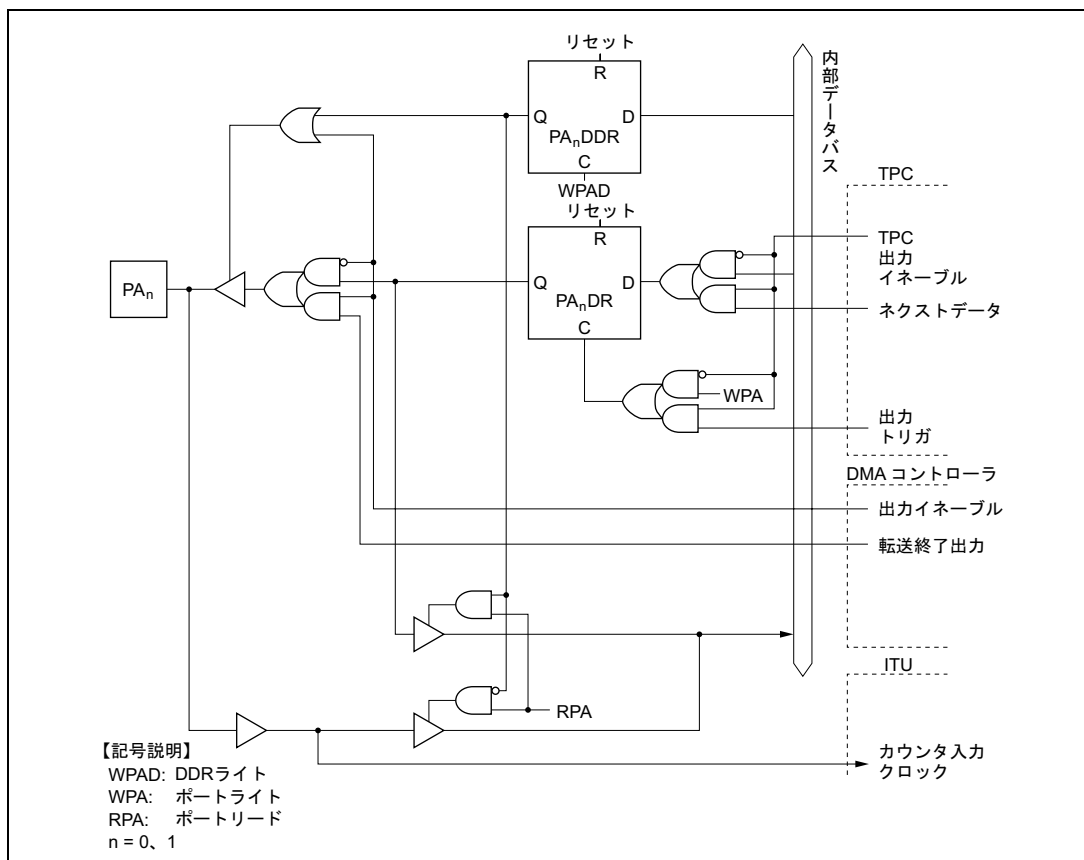 リセット
R
Q
D
PAnDDR
C
WPAD
内部データバス
TPC
リセット
R
Q
D
PAnDR
C
TPC
出力
イネーブル
ネクストデータ
PAn
WPA
出力
トリガ
DMA コントローラ
出力イネーブル
転送終了出力
ITU
RPA
カウンタ入力
クロック
【記号説明】
WPAD: DDRライト
WPA: ポートライト
RPA: ポートリード
n = 0、1